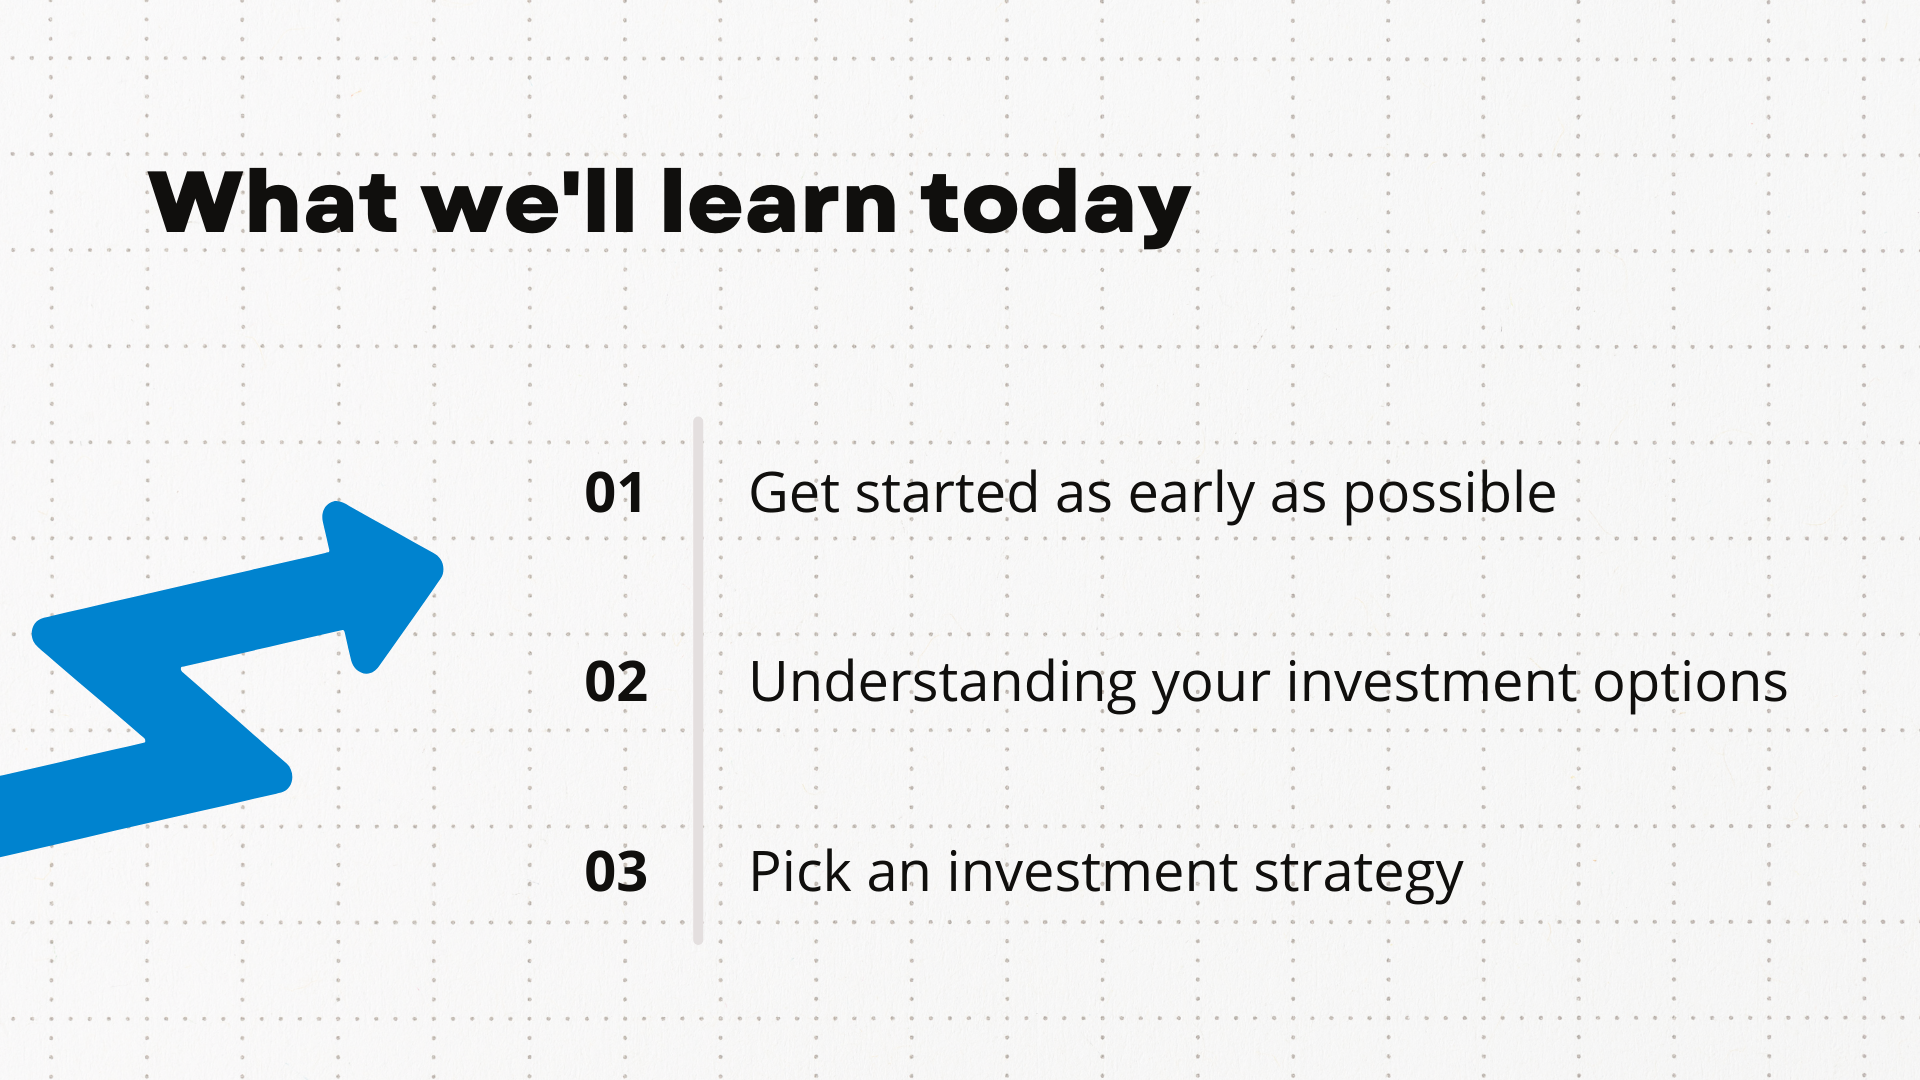 What we'll learn today
01 Get started as early as possible
02 Understanding your investment options
03 Pick an investment strategy